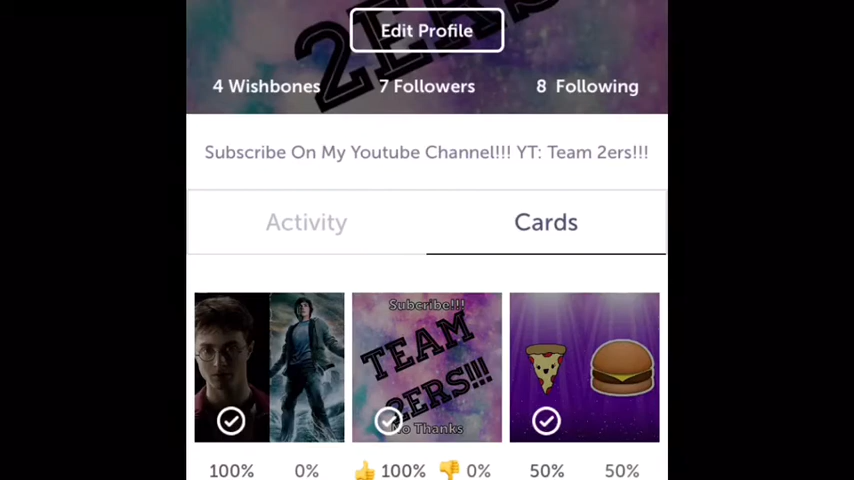 2ERS
Edit Profile
4 Wishbones 7 Followers 8 Following
Subscribe On My Youtube Channel!!! YT: Team 2ers!!!
Activity Cards
Subcribe!!!
TEAM
2ERS!!!
No Thanks
100% 0% 👍 100% 👎 0% 50% 50%